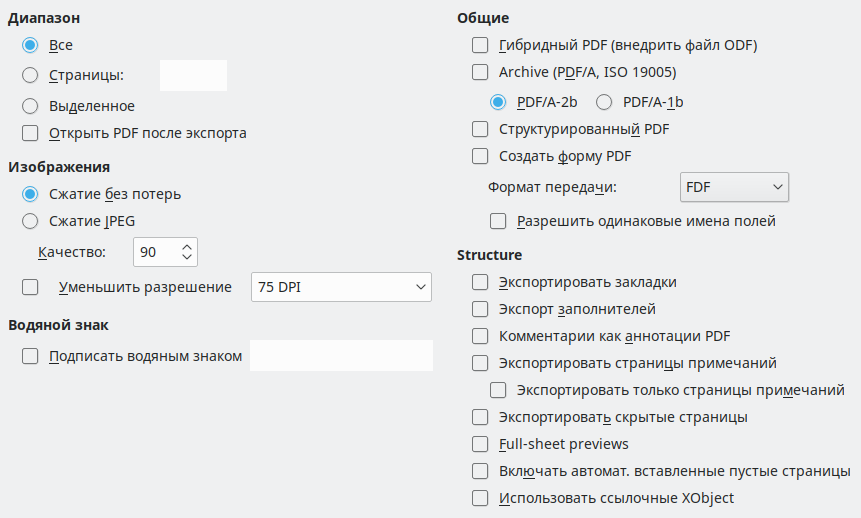 Диапазон
Все
Страницы:
Выделенное
Открыть PDF после экспорта
Изображения
Сжатие без потерь
Сжатие JPEG
Качество: 90
Уменьшить разрешение 75 DPI
Водяной знак
Подписать водяным знаком
Общие
Гибридный PDF (внедрить файл ODF)
Archive (PDF/A, ISO 19005)
PDF/A-2b PDF/A-1b
Структурированный PDF
Создать форму PDF
Формат передачи: FDF
Разрешить одинаковые имена полей
Structure
Экспортировать закладки
Экспорт заполнителей
Комментарии как аннотации PDF
Экспортировать страницы примечаний
Экспортировать только страницы примечаний
Экспортировать скрытые страницы
Full-sheet previews
Включать автомат. вставленные пустые страницы
Использовать ссылочные XObject